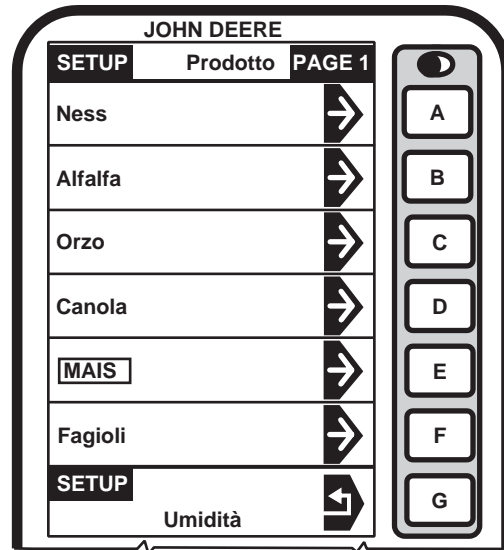 JOHN DEERE
SETUP Prodotto PAGE 1
Ness A
Alfalfa B
Orzo C
Canola D
MAIS E
Fagioli F
SETUP
Umidità G